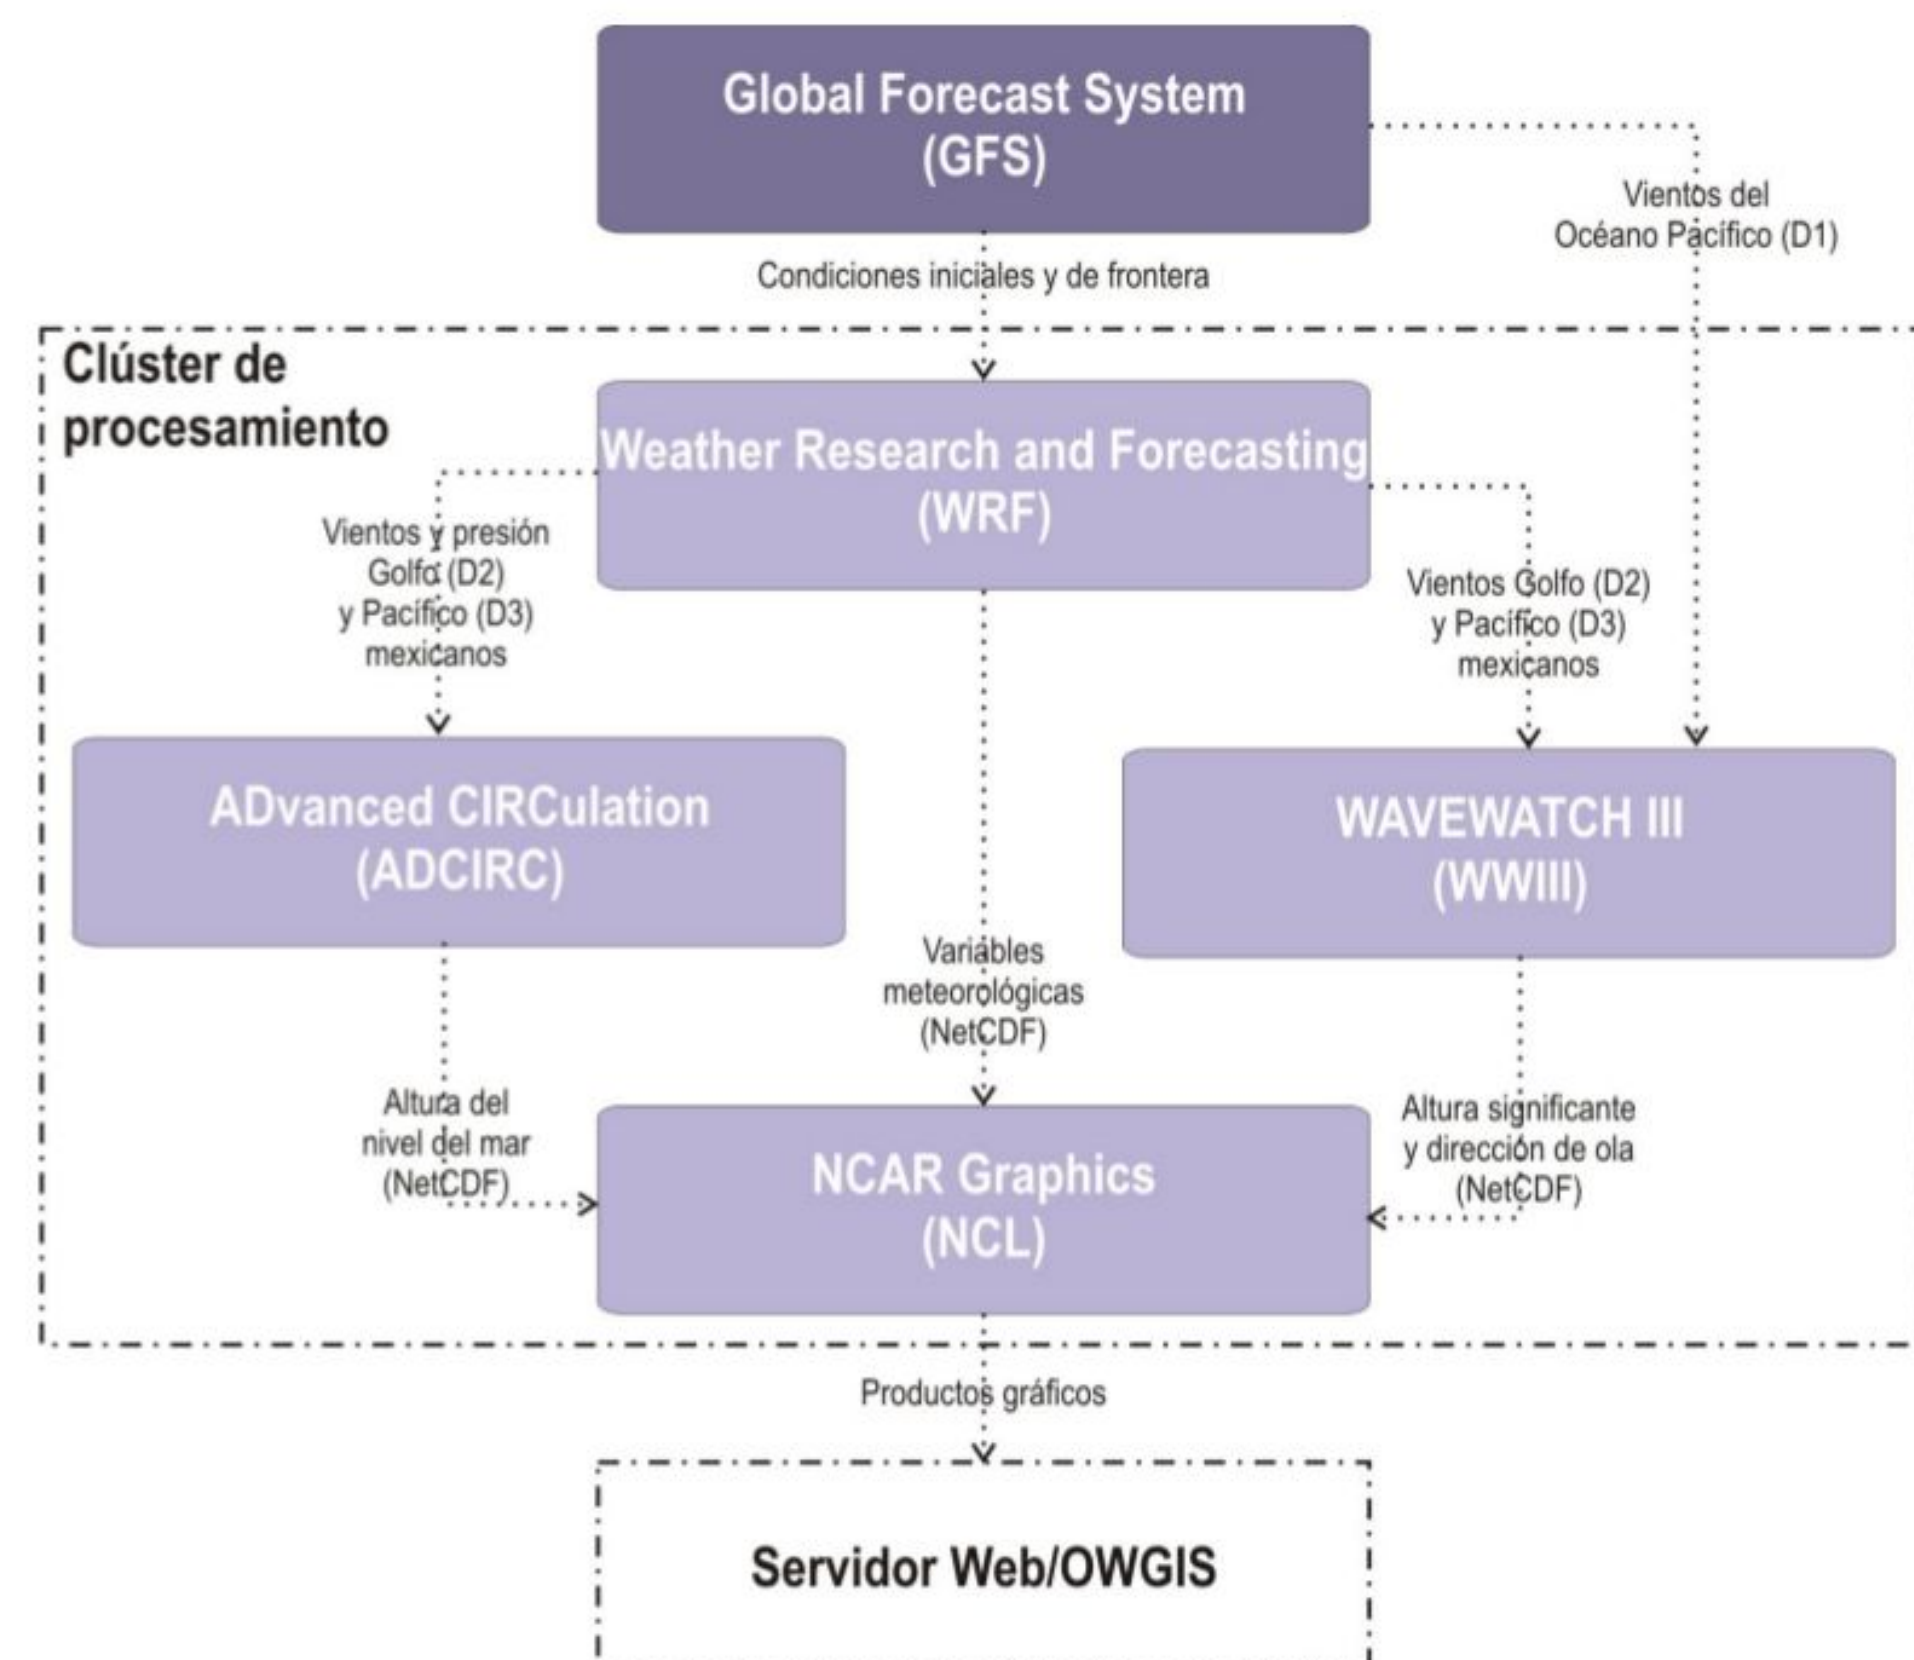 Global Forecast System
(GFS)
Vientos del
Océano Pacífico (D1)
Condiciones iniciales y de frontera
Clúster de
procesamiento
Weather Research and Forecasting
(WRF)
Vientos y presión
Golfo (D2)
y Pacífico (D3)
mexicanos
Vientos Golfo (D2)
y Pacífico (D3)
mexicanos
ADvanced CIRCulation
(ADCIRC)
WAVEWATCH III
(WWIII)
Variables
meteorológicas
(NetCDF)
Altura del
nivel del mar
(NetCDF)
Altura significante
y dirección de ola
(NetCDF)
NCAR Graphics
(NCL)
Productos gráficos
Servidor Web/OWGIS